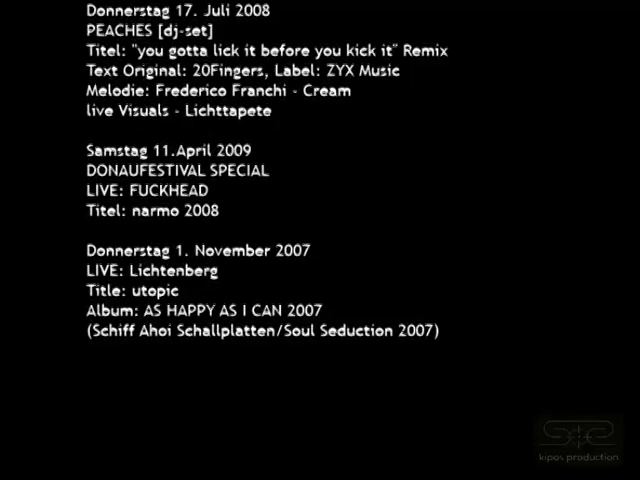 Donnerstag 17. Juli 2008
PEACHES [dj-set]
Titel: "you gotta lick it before you kick it" Remix
Text Original: 20Fingers, Label: ZYX Music
Melodie: Frederico Franchi - Cream
live Visuals - Lichttapete
Samstag 11.April 2009
DONAUFESTIVAL SPECIAL
LIVE: FUCKHEAD
Titel: narmo 2008
Donnerstag 1. November 2007
LIVE: Lichtenberg
Title: utopic
Album: AS HAPPY AS I CAN 2007
(Schiff Ahoi Schallplatten/Soul Seduction 2007)
kipos production